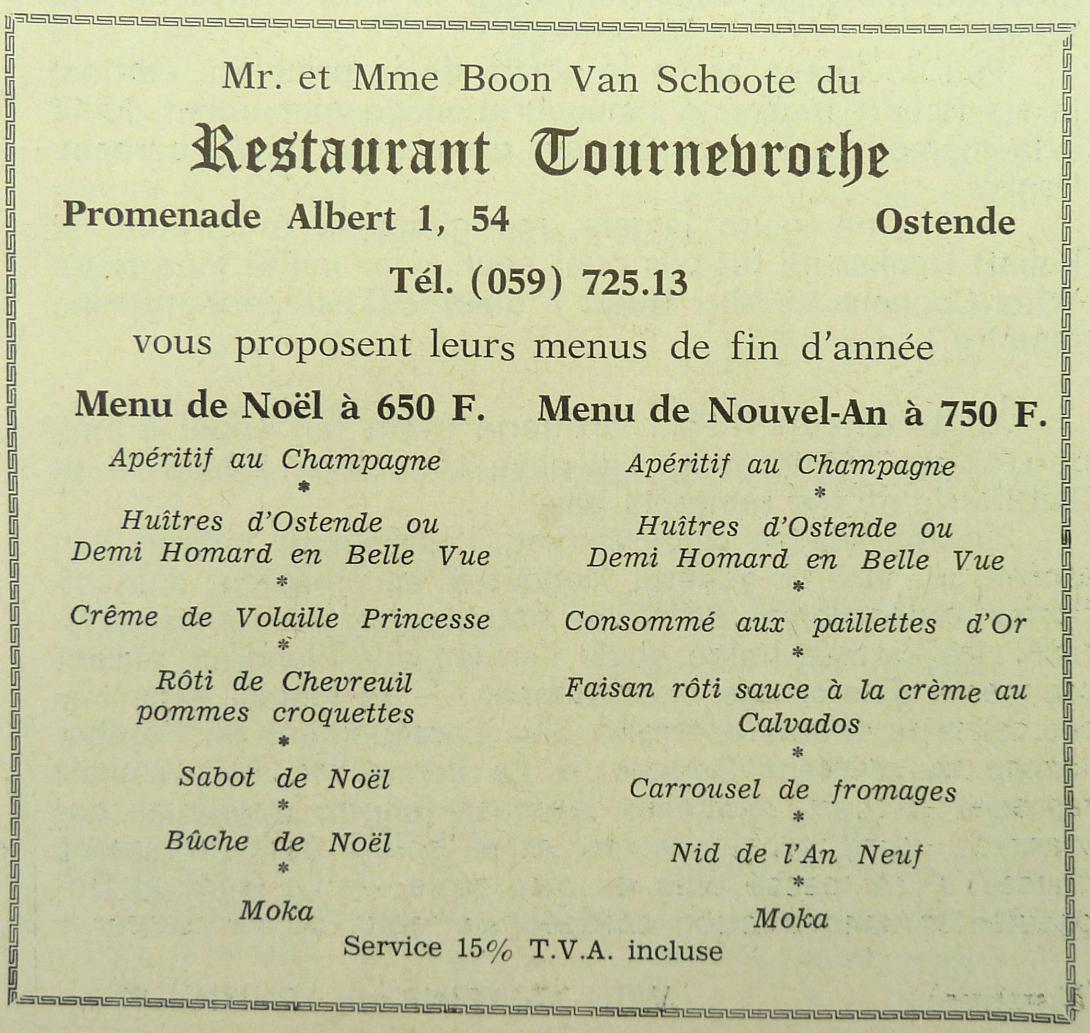 Mr. et Mme Boon Van Schoote du
Restaurant Tournebroche
Promenade Albert 1, 54 Ostende
Tél. (059) 725.13
vous proposent leurs menus de fin d'année
Menu de Noël à 650 F.
Apéritif au Champagne
*
Huîtres d'Ostende ou
Demi Homard en Belle Vue
*
Crême de Volaille Princesse
*
Rôti de Chevreuil
pommes croquettes
*
Sabot de Noël
*
Bûche de Noël
*
Moka
Menu de Nouvel-An à 750 F.
Apéritif au Champagne
*
Huîtres d'Ostende ou
Demi Homard en Belle Vue
*
Consommé aux paillettes d'Or
*
Faisan rôti sauce à la crème au
Calvados
*
Carrousel de fromages
*
Nid de l'An Neuf
*
Moka
Service 15% T.V.A. incluse